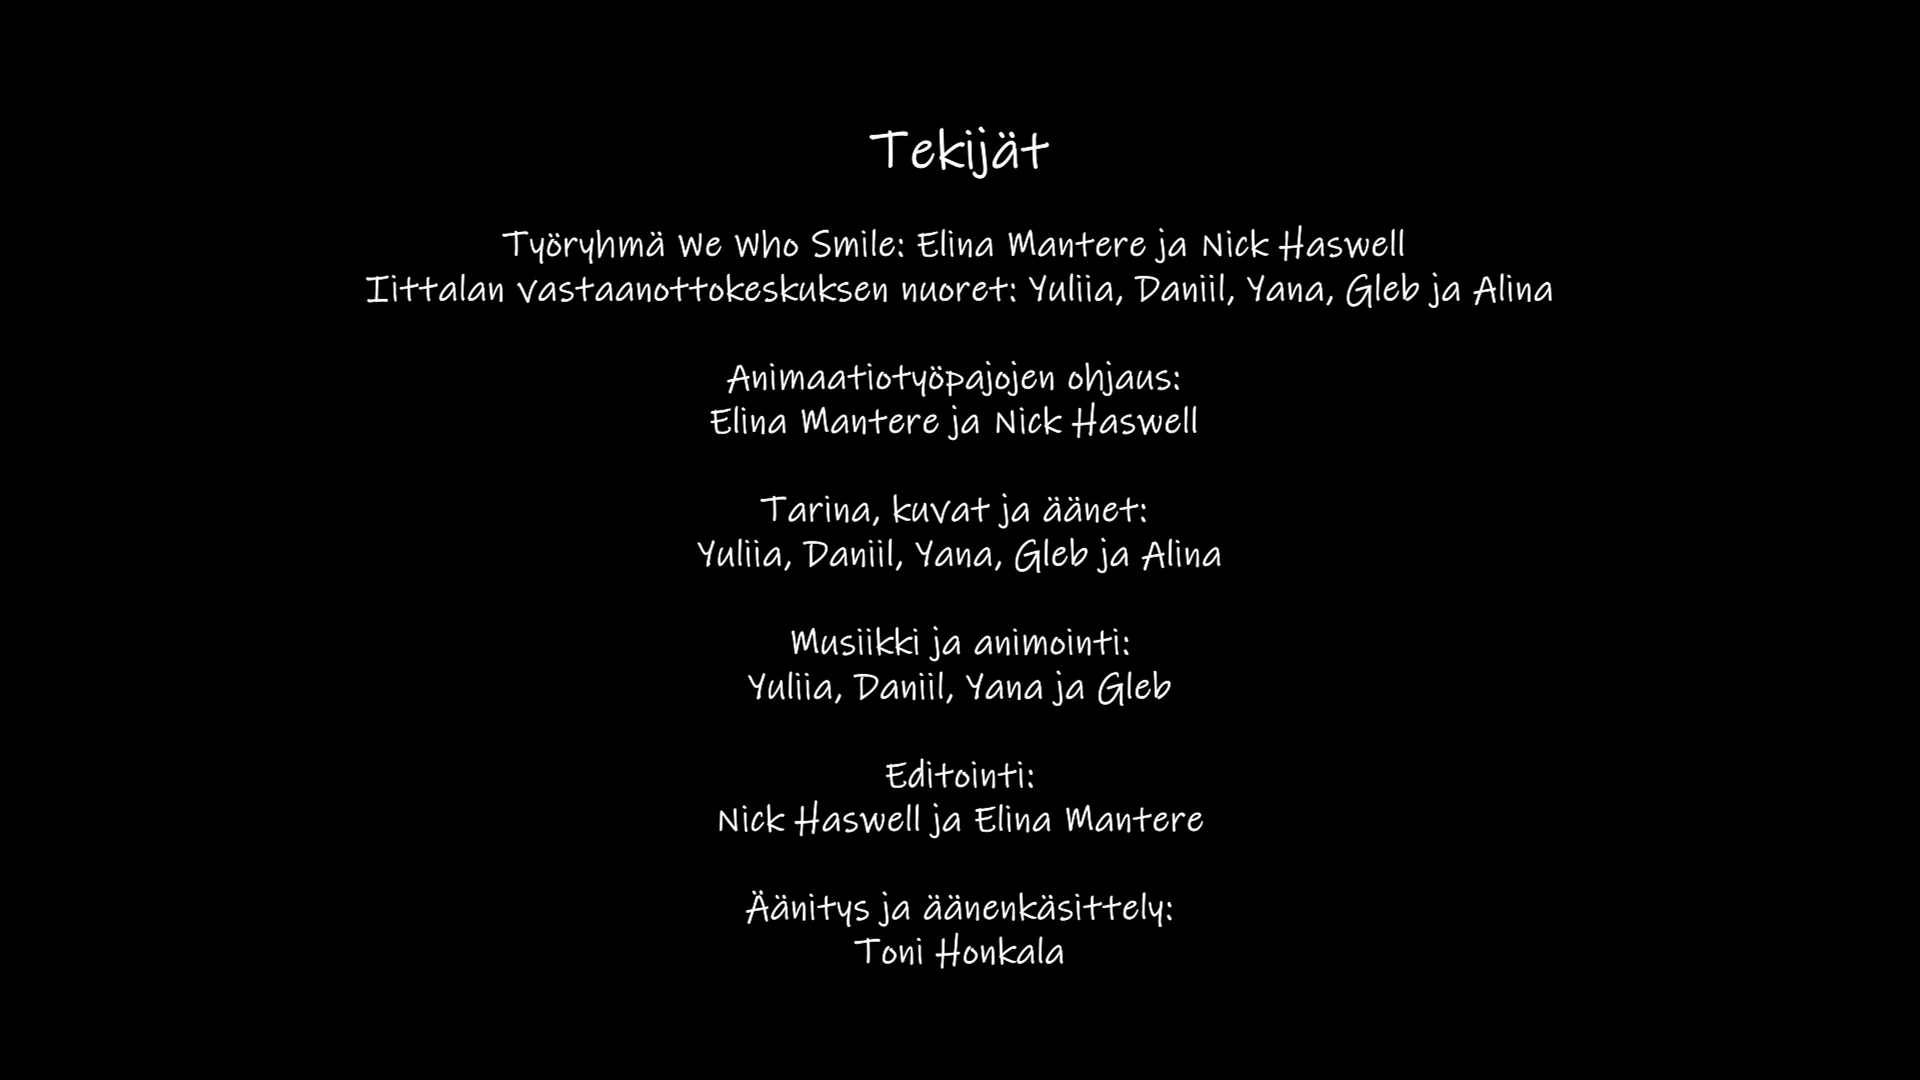 Tekijät
Työryhmä We Who Smile: Elina Mantere ja Nick Haswell
Iittalan vastaanottokeskuksen nuoret: Yuliia, Daniil, Yana, Gleb ja Alina
Animaatiotyöpajojen ohjaus:
Elina Mantere ja Nick Haswell
Tarina, kuvat ja äänet:
Yuliia, Daniil, Yana, Gleb ja Alina
Musiikki ja animointi:
Yuliia, Daniil, Yana ja Gleb
Editointi:
Nick Haswell ja Elina Mantere
Äänitys ja äänenkäsittely:
Toni Honkala